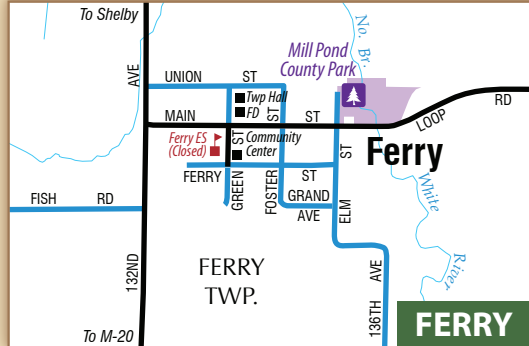 To Shelby
No. Br.
Mill Pond
County Park
AVE
UNION ST
Twp Hall
FD
RD
LOOP
MAIN ST
ST
Ferry ES
(Closed)
ST
Community
Center
ST
Ferry
FERRY ST
White
GREEN
FOSTER
GRAND
AVE
ELM
FISH RD
132ND
FERRY
TWP.
AVE
River
136TH
To M-20
FERRY